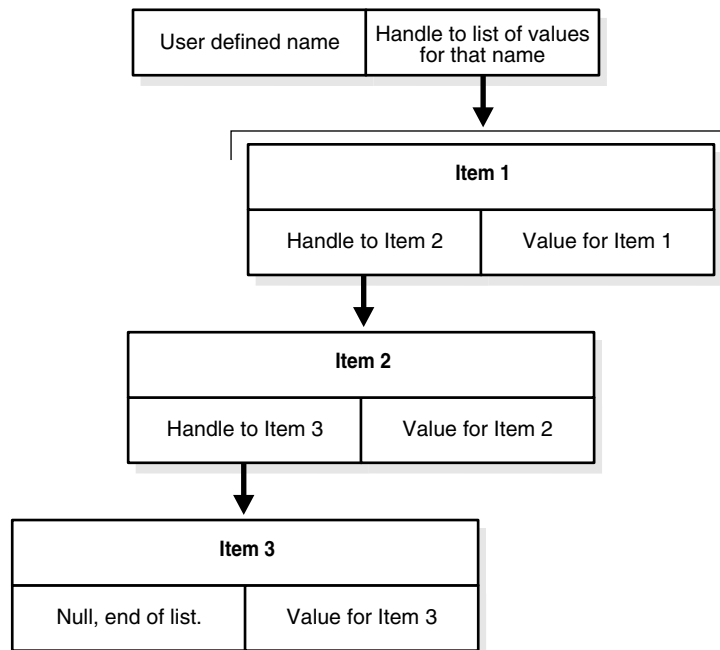 User defined name
Handle to list of values
for that name
Item 1
Handle to Item 2
Value for Item 1
Item 2
Handle to Item 3
Value for Item 2
Item 3
Null, end of list.
Value for Item 3